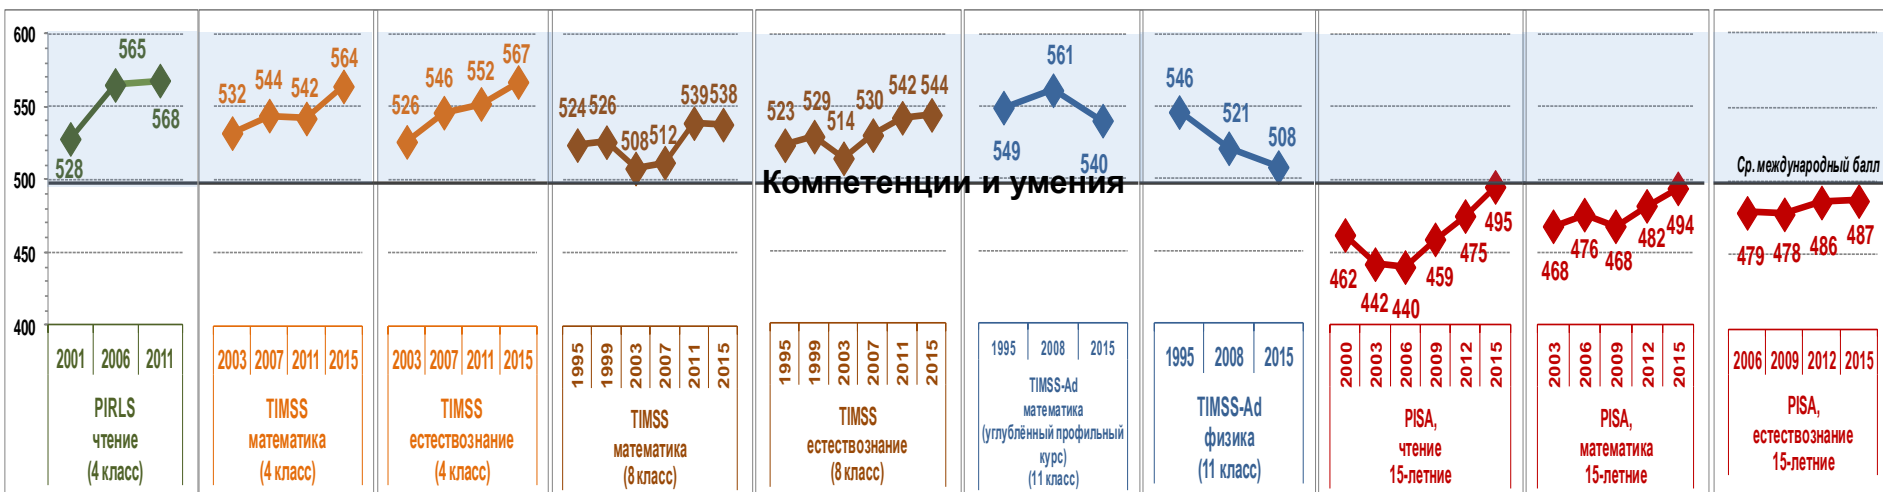 600
550
500
450
400
528
565
568
2001 2006 2011
PIRLS
чтение
(4 класс)
532
544
542
564
2003 2007 2011 2015
TIMSS
математика
(4 класс)
526
546
552
567
2003 2007 2011 2015
TIMSS
естествознание
(4 класс)
524
526
508
512
539
538
1995 1999 2003 2007 2011 2015
TIMSS
математика
(8 класс)
523
529
514
530
542
544
1995 1999 2003 2007 2011 2015
TIMSS
естествознание
(8 класс)
Компетенции и умения
549
561
540
1995 2008 2015
TIMSS-Ad
математика
(углублённый профильный
курс)
(11 класс)
546
521
508
1995 2008 2015
TIMSS-Ad
физика
(11 класс)
462
442
440
459
475
495
2000 2003 2006 2009 2012 2015
PISA,
чтение
15-летние
468
476
468
482
494
2003 2006 2009 2012 2015
PISA,
математика
15-летние
Ср. международный балл
479
478
486
487
2006 2009 2012 2015
PISA,
естествознание
15-летние